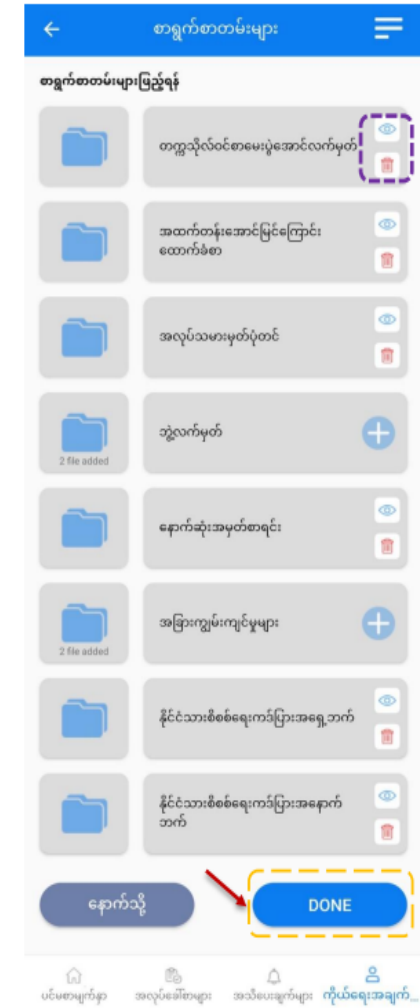 စာရွက်စာတမ်းများ
စာရွက်စာတမ်းများဖြည့်ရန်
တက္ကသိုလ်ဝင်စာမေးပွဲအောင်လက်မှတ်
အထက်တန်းအောင်မြင်ကြောင်း
ထောက်ခံစာ
အလုပ်သမားမှတ်ပုံတင်
ဘွဲ့လက်မှတ်
2 file added
နောက်ဆုံးအမှတ်စာရင်း
အခြားကျွမ်းကျင်မှုများ
2 file added
နိုင်ငံသားစိစစ်ရေးကဒ်ပြားအရှေ့ဘက်
နိုင်ငံသားစိစစ်ရေးကဒ်ပြားအနောက်
ဘက်
နောက်သို့
DONE
ပင်မစာမျက်နှာ
အလုပ်ခေါ်စာများ
အသိပေးချက်များ
ကိုယ်ရေးအချက်...